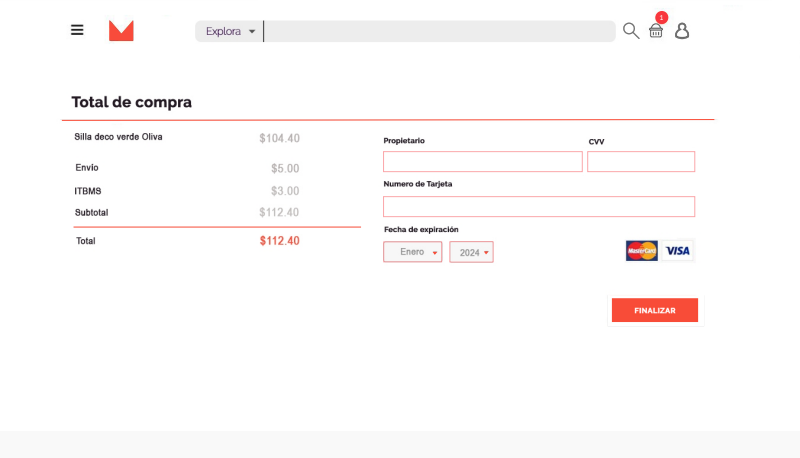 Explora
1
Total de compra
Silla deco verde Oliva $104.40
Envío $5.00
ITBMS $3.00
Subtotal $112.40
Total $112.40
Propietario CVV
Numero de Tarjeta
Fecha de expiración
Enero 2024
MasterCard VISA
FINALIZAR